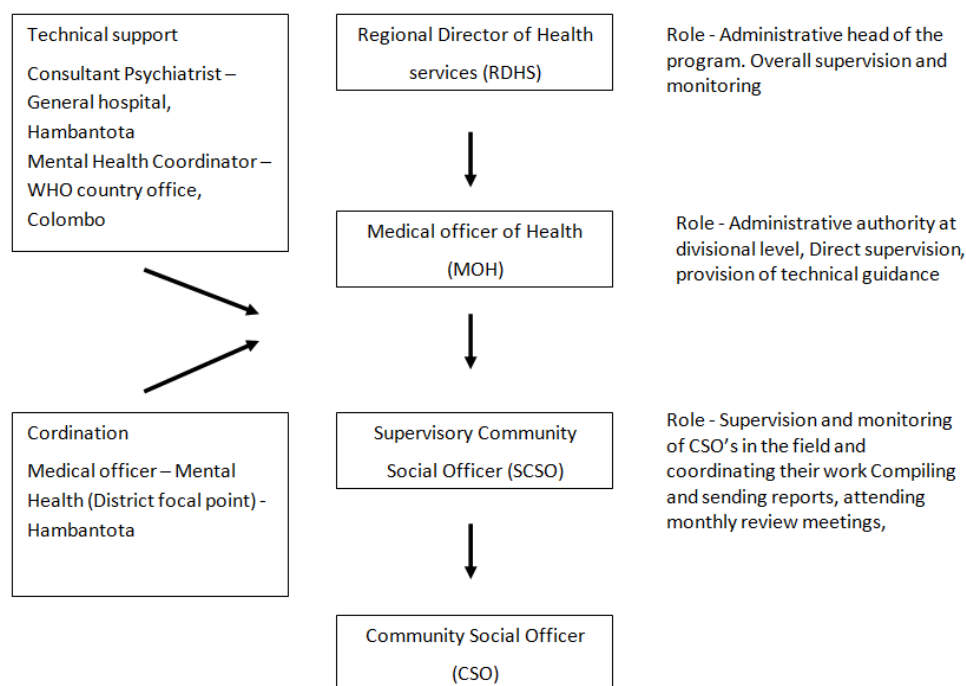 Technical support
Consultant Psychiatrist –
General hospital,
Hambantota
Mental Health Coordinator –
WHO country office,
Colombo
Regional Director of Health
services (RDHS)
Role - Administrative head of the
program. Overall supervision and
monitoring
Medical officer of Health
(MOH)
Role - Administrative authority at
divisional level, Direct supervision,
provision of technical guidance
Cordination
Medical officer – Mental
Health (District focal point) -
Hambantota
Supervisory Community
Social Officer (SCSO)
Role - Supervision and monitoring
of CSO's in the field and
coordinating their work Compiling
and sending reports, attending
monthly review meetings,
Community Social Officer
(CSO)